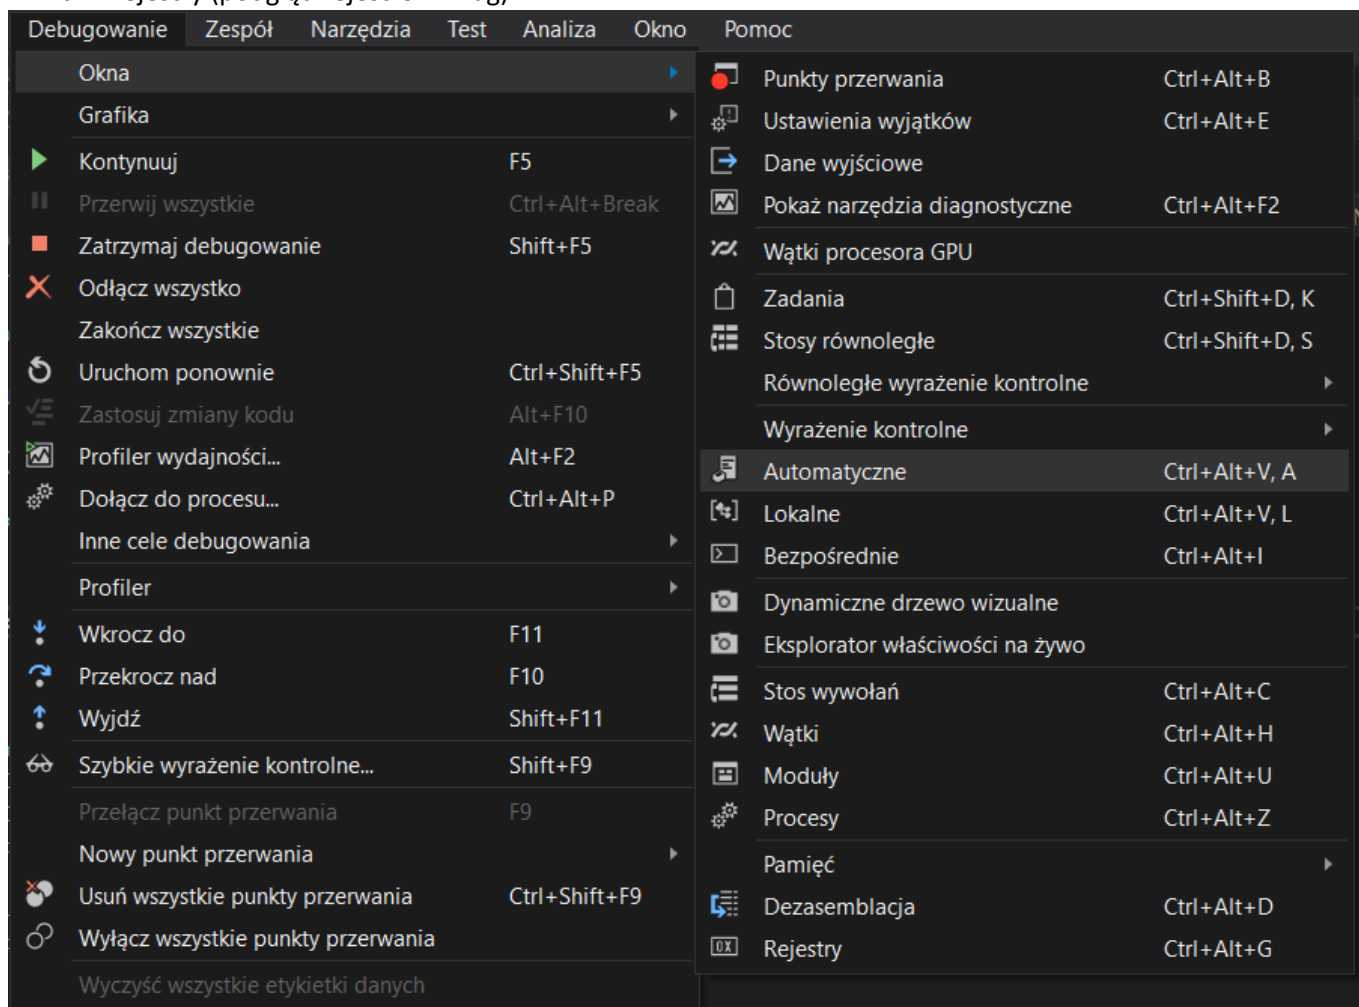 Debugowanie Zespół Narzędzia Test Analiza Okno Pomoc
Okna
Grafika
Kontynuuj F5
Przerwij wszystkie Ctrl+Alt+Break
Zatrzymaj debugowanie Shift+F5
Odłącz wszystko
Zakończ wszystkie
Uruchom ponownie Ctrl+Shift+F5
Zastosuj zmiany kodu Alt+F10
Profiler wydajności... Alt+F2
Dołącz do procesu... Ctrl+Alt+P
Inne cele debugowania
Profiler
Wkrocz do F11
Przekrocz nad F10
Wyjdź Shift+F11
Szybkie wyrażenie kontrolne... Shift+F9
Przełącz punkt przerwania F9
Nowy punkt przerwania
Usuń wszystkie punkty przerwania Ctrl+Shift+F9
Wyłącz wszystkie punkty przerwania
Wyczyść wszystkie etykietki danych
Punkty przerwania Ctrl+Alt+B
Ustawienia wyjątków Ctrl+Alt+E
Dane wyjściowe
Pokaż narzędzia diagnostyczne Ctrl+Alt+F2
Wątki procesora GPU
Zadania Ctrl+Shift+D, K
Stosy równoległe Ctrl+Shift+D, S
Równoległe wyrażenie kontrolne
Wyrażenie kontrolne
Automatyczne Ctrl+Alt+V, A
Lokalne Ctrl+Alt+V, L
Bezpośrednie Ctrl+Alt+I
Dynamiczne drzewo wizualne
Eksplorator właściwości na żywo
Stos wywołań Ctrl+Alt+C
Wątki Ctrl+Alt+H
Moduły Ctrl+Alt+U
Procesy Ctrl+Alt+Z
Pamięć
Dezasemblacja Ctrl+Alt+D
Rejestry Ctrl+Alt+G